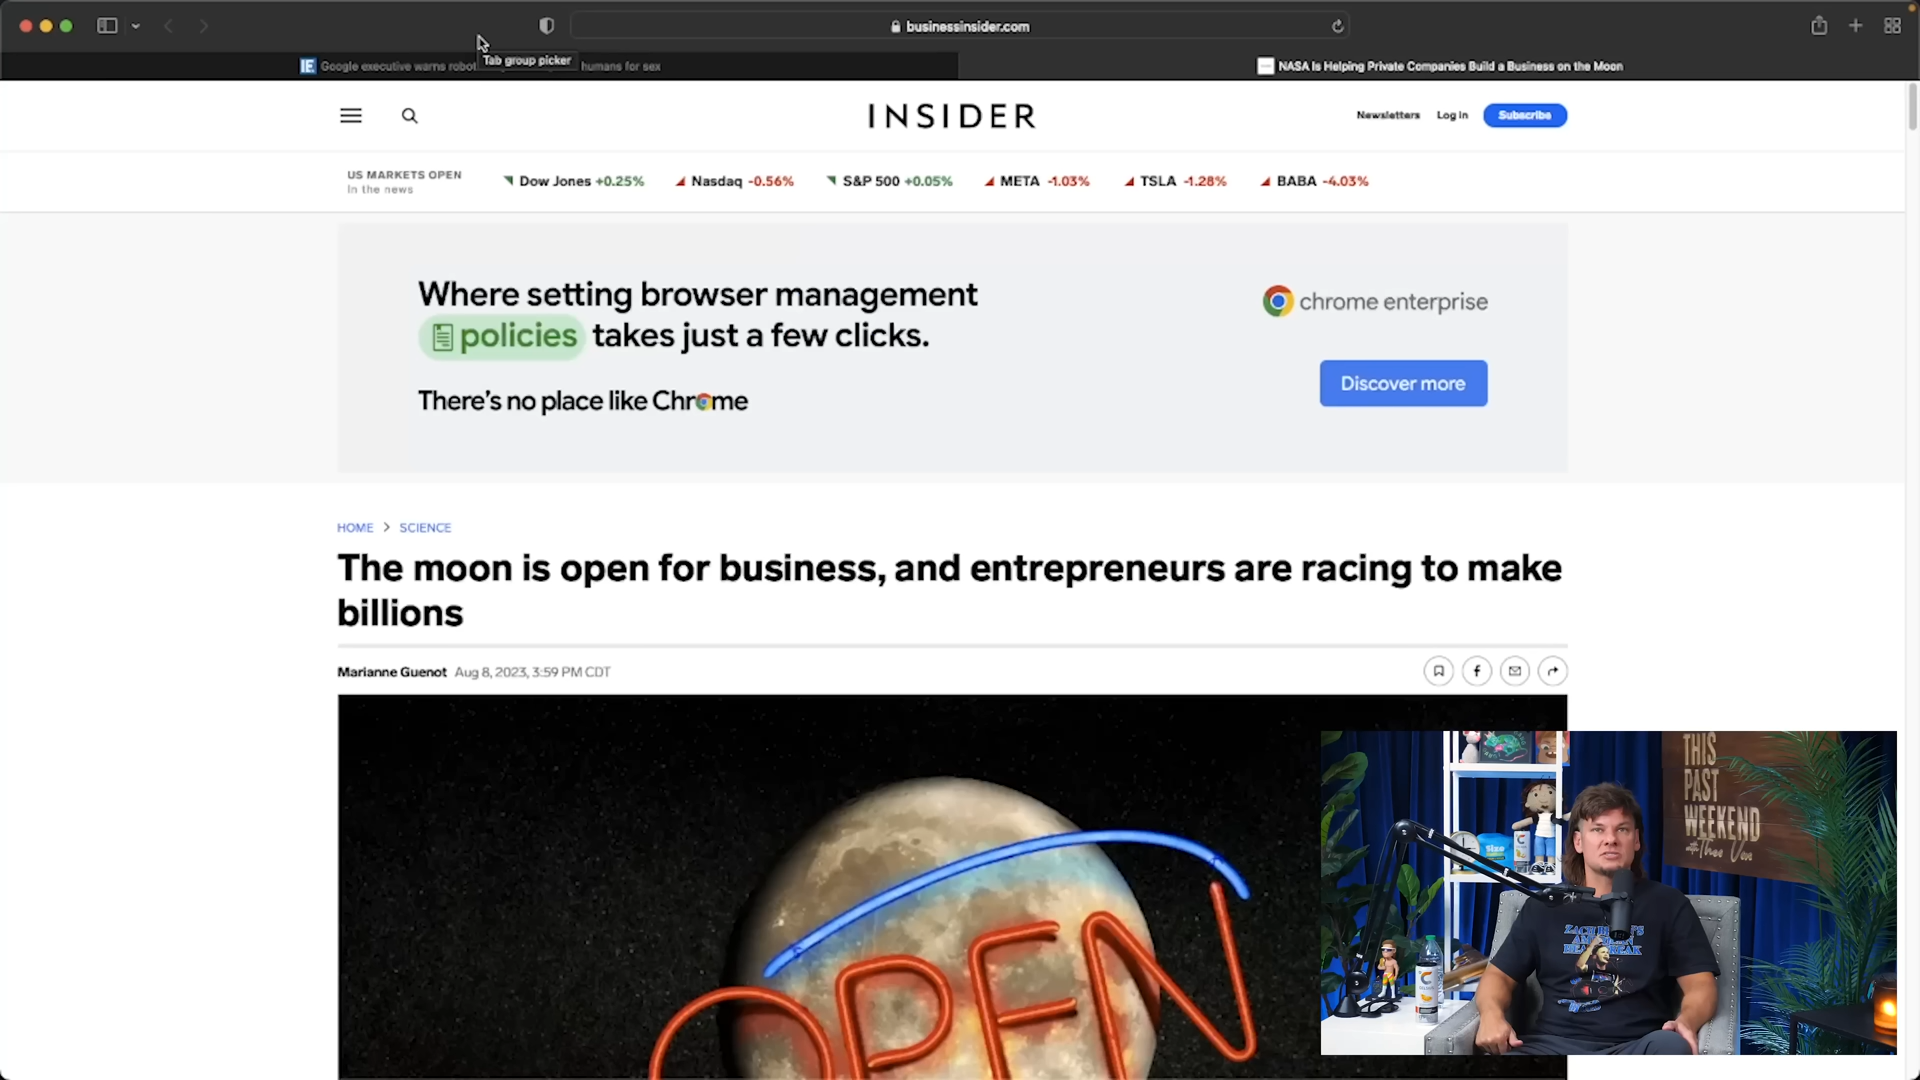 businessinsider.com
Google executive warns robot
Tab group picker
humans for sex
NASA Is Helping Private Companies Build a Business on the Moon
INSIDER
Newsletters
Log in
Subscribe
US MARKETS OPEN
In the news
Dow Jones +0.25%
Nasdaq -0.56%
S&P 500 +0.05%
META -1.03%
TSLA -1.28%
BABA -4.03%
Where setting browser management
policies takes just a few clicks.
There's no place like Chrome
chrome enterprise
Discover more
HOME > SCIENCE
The moon is open for business, and entrepreneurs are racing to make
billions
Marianne Guenot Aug 8, 2023, 3:59 PM CDT
OPEN
THIS
PAST
WEEKEND
with Theo Von